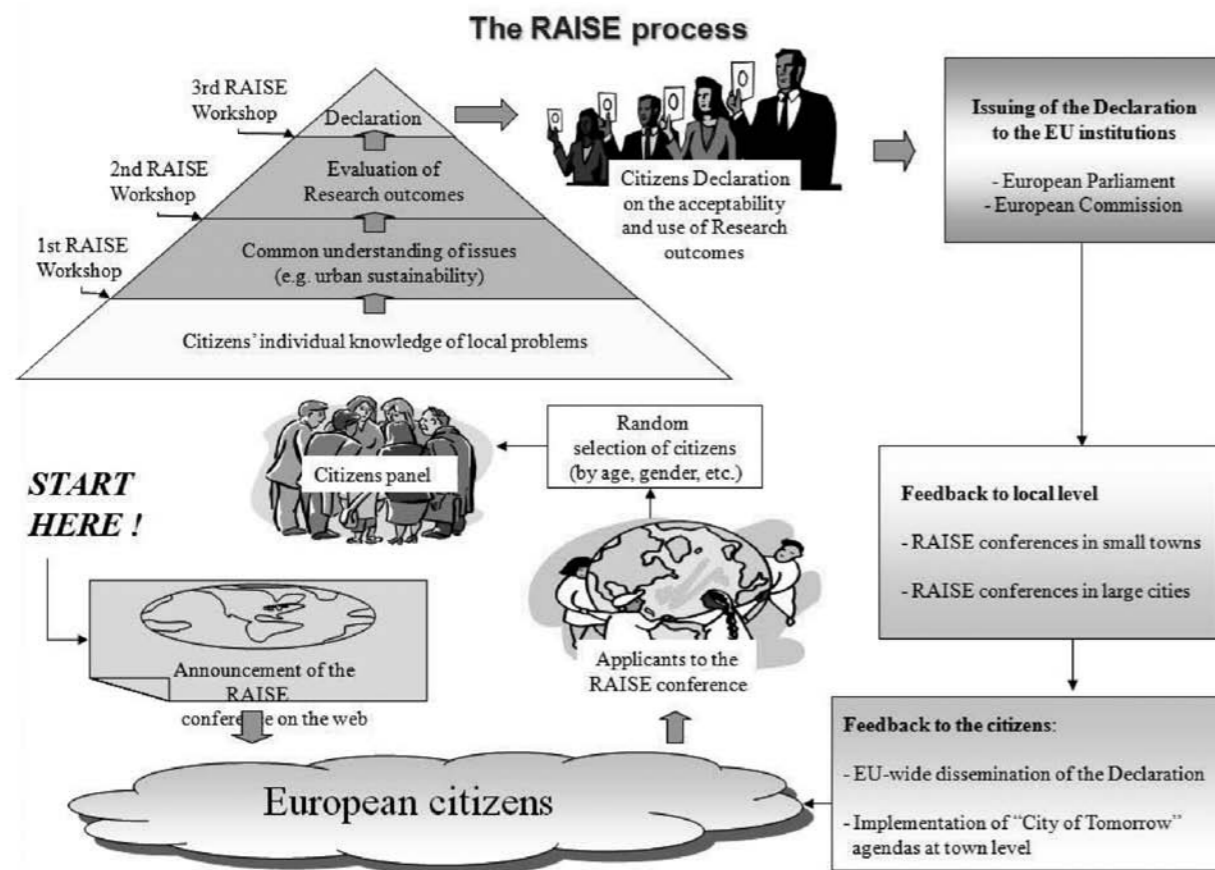 The RAISE process
3rd RAISE
Workshop
Declaration
2nd RAISE
Workshop
Evaluation of
Research outcomes
1st RAISE
Workshop
Common understanding of issues
(e.g. urban sustainability)
Citizens' individual knowledge of local problems
Citizens Declaration
on the acceptability
and use of Research
outcomes
Issuing of the Declaration
to the EU institutions
- European Parliament
- European Commission
START
HERE !
Citizens panel
Random
selection of citizens
(by age, gender, etc.)
Feedback to local level
- RAISE conferences in small towns
- RAISE conferences in large cities
Announcement of the
RAISE
conference on the web
Applicants to the
RAISE conference
European citizens
Feedback to the citizens:
- EU-wide dissemination of the Declaration
- Implementation of “City of Tomorrow”
agendas at town level